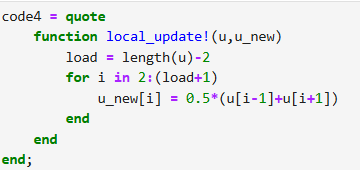 code4 = quote
    function local_update!(u,u_new)
        load = length(u)-2
        for i in 2:(load+1)
            u_new[i] = 0.5*(u[i-1]+u[i+1])
        end
    end
end;